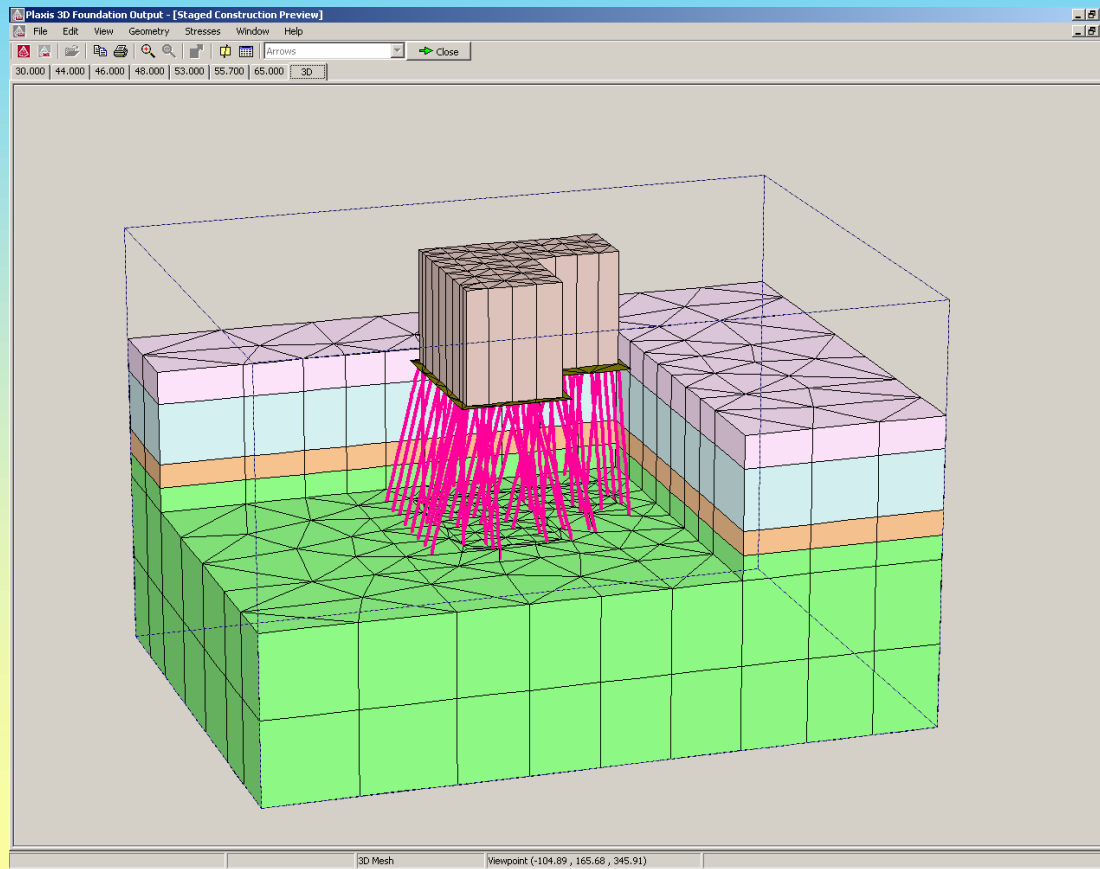 Plaxis 3D Foundation Output - [Staged Construction Preview]
File Edit View Geometry Stresses Window Help
Arrows Close
30.000 44.000 46.000 48.000 53.000 55.700 65.000 3D
3D Mesh Viewpoint (-104.89 , 165.68 , 345.91)